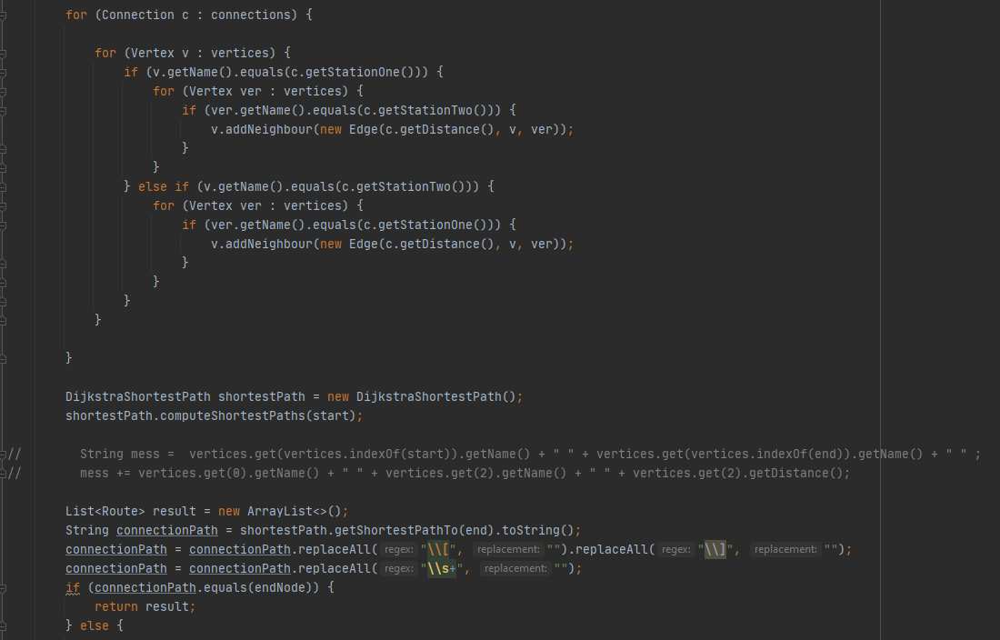 for (Connection c : connections) {
for (Vertex v : vertices) {
if (v.getName().equals(c.getStationOne())) {
for (Vertex ver : vertices) {
if (ver.getName().equals(c.getStationTwo())) {
v.addNeighbour(new Edge(c.getDistance(), v, ver));
}
}
} else if (v.getName().equals(c.getStationTwo())) {
for (Vertex ver : vertices) {
if (ver.getName().equals(c.getStationOne())) {
v.addNeighbour(new Edge(c.getDistance(), v, ver));
}
}
}
}
}
DijkstraShortestPath shortestPath = new DijkstraShortestPath();
shortestPath.computeShortestPaths(start);
// String mess =  vertices.get(vertices.indexOf(start)).getName() + " " + vertices.get(vertices.indexOf(end)).getName() + " " ;
// mess += vertices.get(0).getName() + " " + vertices.get(2).getName() + " " + vertices.get(2).getDistance();
List<Route> result = new ArrayList<>();
String connectionPath = shortestPath.getShortestPathTo(end).toString();
connectionPath = connectionPath.replaceAll( regex: "\\[", replacement: "").replaceAll( regex: "\\]", replacement: "");
connectionPath = connectionPath.replaceAll( regex: "\\s+", replacement: "");
if (connectionPath.equals(endNode)) {
return result;
} else {